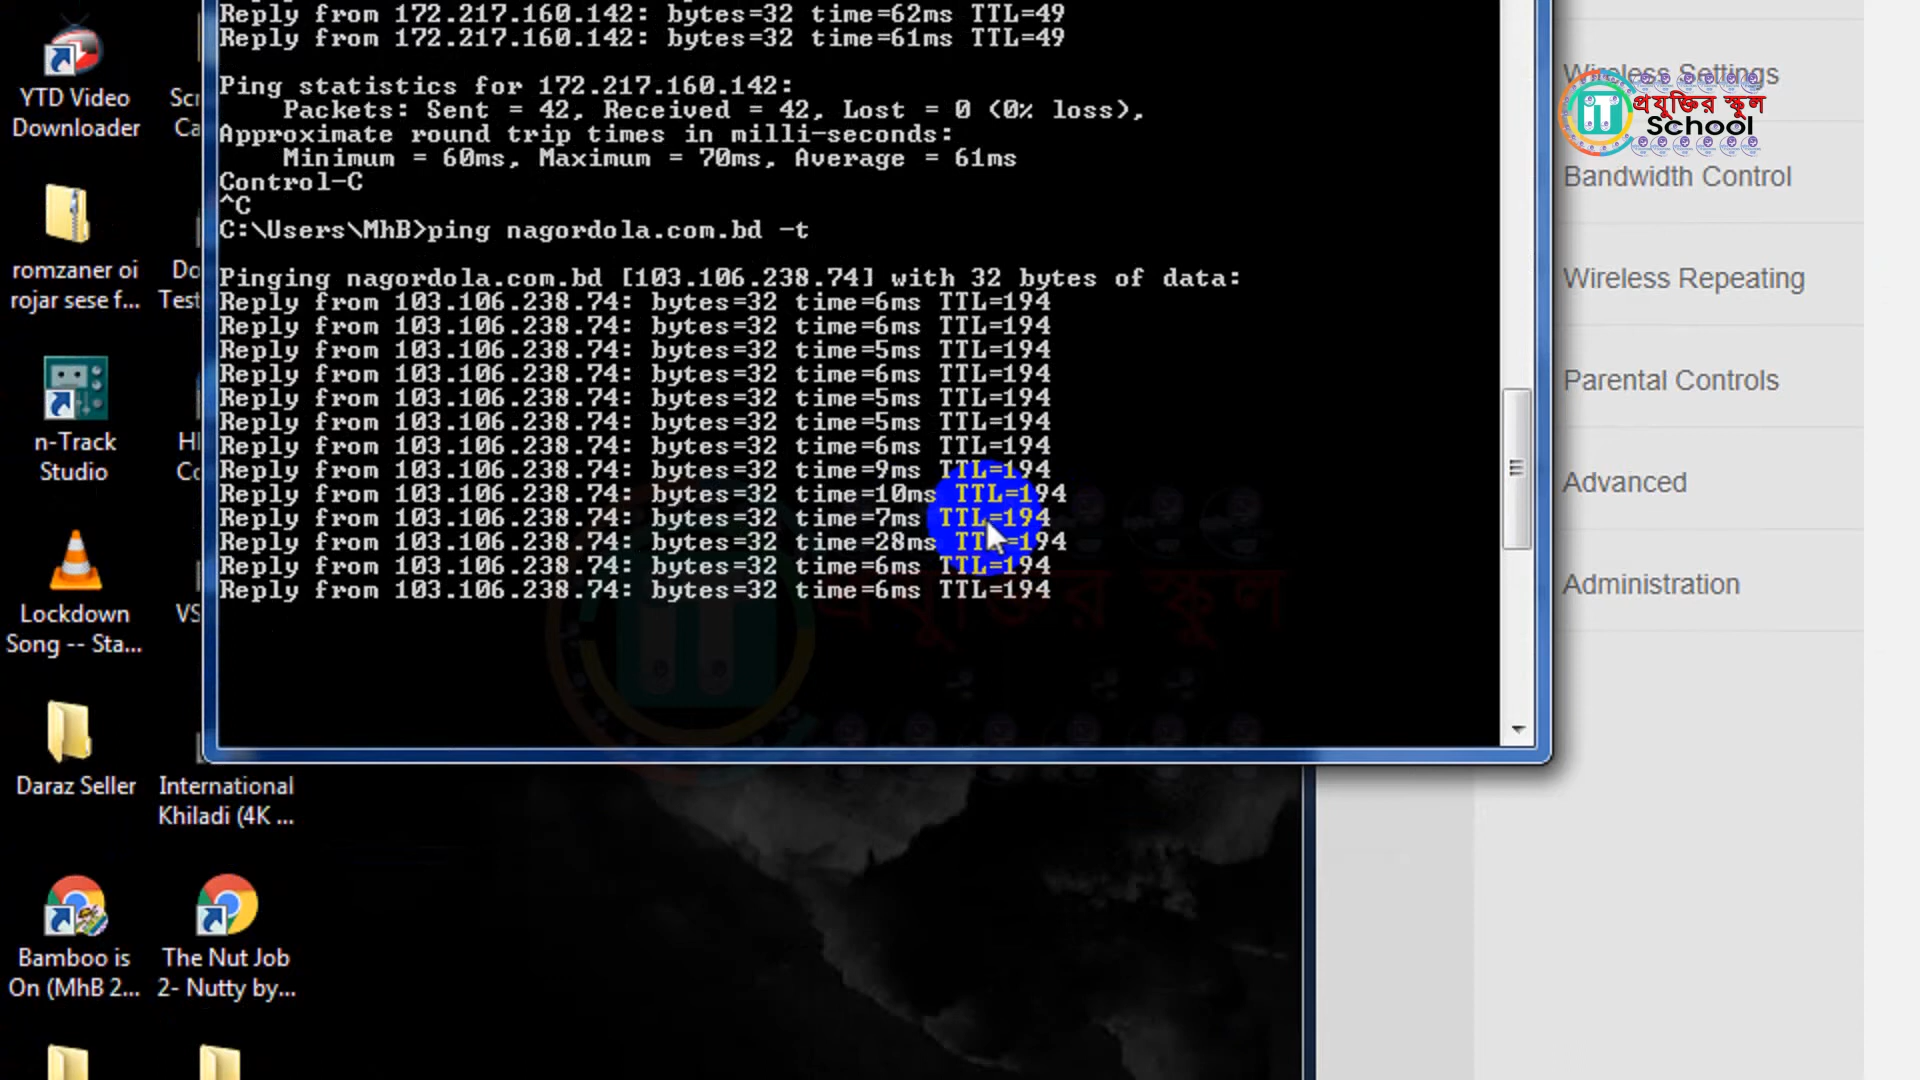 Reply from 172.217.160.142: bytes=32 time=62ms TTL=49
Reply from 172.217.160.142: bytes=32 time=61ms TTL=49
Ping statistics for 172.217.160.142:
Packets: Sent = 42, Received = 42, Lost = 0 (0% loss),
Approximate round trip times in milli-seconds:
Minimum = 60ms, Maximum = 70ms, Average = 61ms
Control-C
^C
C:\Users\MhB>ping nagordola.com.bd -t
Pinging nagordola.com.bd [103.106.238.74] with 32 bytes of data:
Reply from 103.106.238.74: bytes=32 time=6ms TTL=194
Reply from 103.106.238.74: bytes=32 time=6ms TTL=194
Reply from 103.106.238.74: bytes=32 time=5ms TTL=194
Reply from 103.106.238.74: bytes=32 time=6ms TTL=194
Reply from 103.106.238.74: bytes=32 time=5ms TTL=194
Reply from 103.106.238.74: bytes=32 time=5ms TTL=194
Reply from 103.106.238.74: bytes=32 time=6ms TTL=194
Reply from 103.106.238.74: bytes=32 time=9ms TTL=194
Reply from 103.106.238.74: bytes=32 time=10ms TTL=194
Reply from 103.106.238.74: bytes=32 time=7ms TTL=194
Reply from 103.106.238.74: bytes=32 time=28ms TTL=194
Reply from 103.106.238.74: bytes=32 time=6ms TTL=194
Reply from 103.106.238.74: bytes=32 time=6ms TTL=194
প্রযুক্তির স্কুল
YTD Video
Downloader
romzaner oi
rojar sese f...
n-Track
Studio
Lockdown
Song -- Sta...
Daraz Seller
International
Khiladi (4K ...
Bamboo is
On (MhB 2...
The Nut Job
2- Nutty by...
Scr
Ca
Do
Test
HI
Co
VS
Wireless Settings
প্রযুক্তির স্কুল
School
Bandwidth Control
Wireless Repeating
Parental Controls
Advanced
Administration